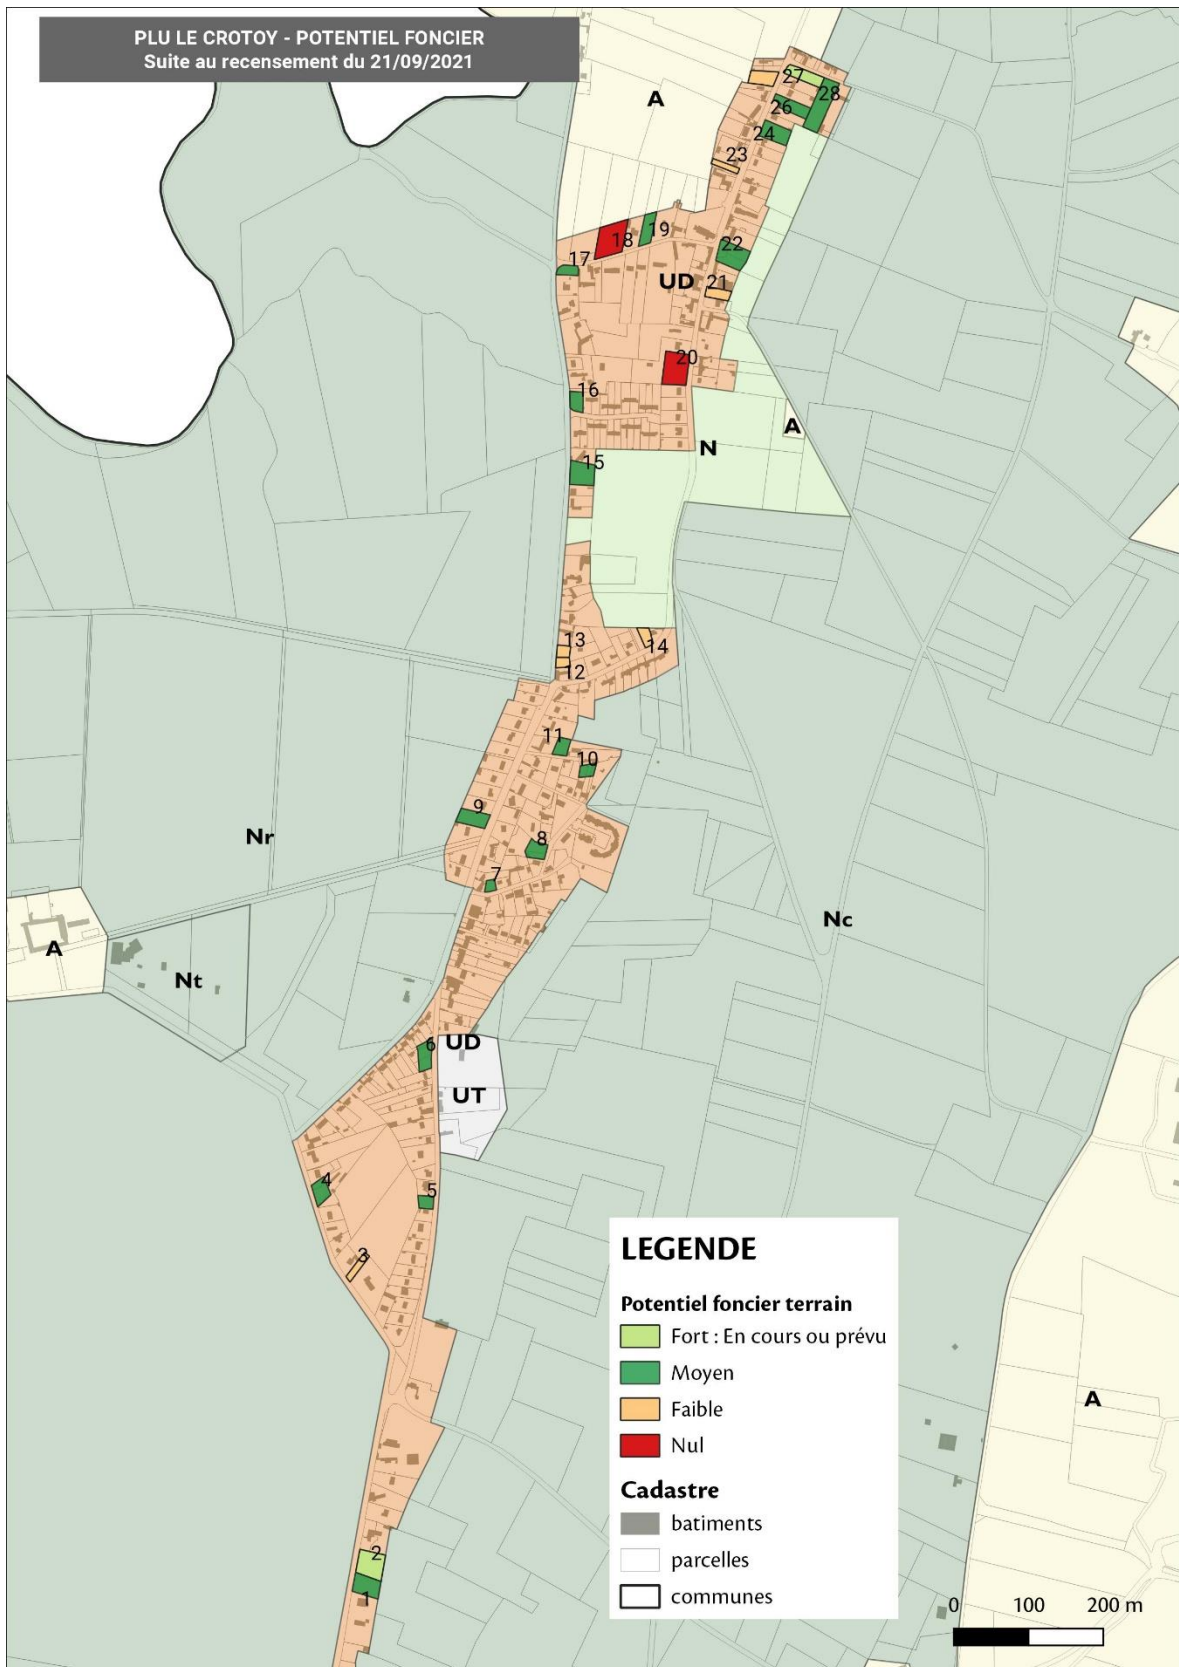 PLU LE CROTOY - POTENTIEL FONCIER
Suite au recensement du 21/09/2021
A
27
28
26
24
23
18
19
17
22
UD
21
20
16
A
N
15
13
14
12
11
10
9
8
Nr
7
Nc
A
Nt
6
UD
UT
4
5
3
A
2
1
LEGENDE
Potentiel foncier terrain
Fort : En cours ou prévu
Moyen
Faible
Nul
Cadastre
batiments
parcelles
communes
0 100 200 m